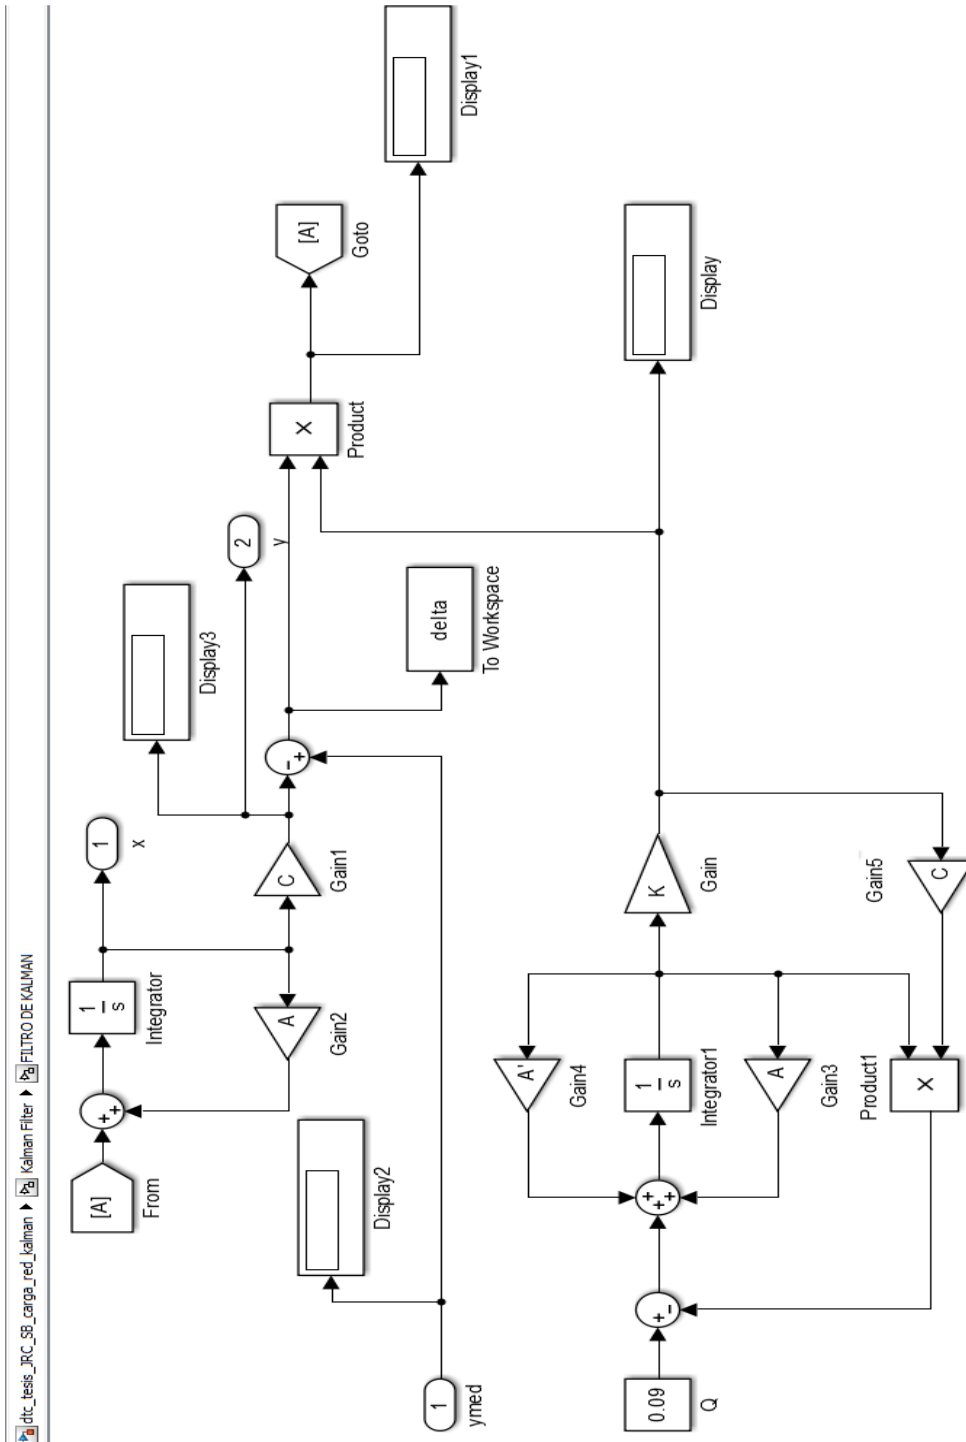 dtc_tesis_JRC_SB_carga_red_kalman Kalman Filter FILTRO DE KALMAN
[A]
From
+
+
1
s
Integrator
1
x
A
Gain2
C
Gain1
Display3
2
y
-
+
delta
To Workspace
X
Product
[A]
Goto
Display1
Display2
1
ymed
0.09
Q
+
-
+
+
+
A'
Gain4
1
s
Integrator1
A
Gain3
Product1
X
K
Gain
Gain5
C
Display